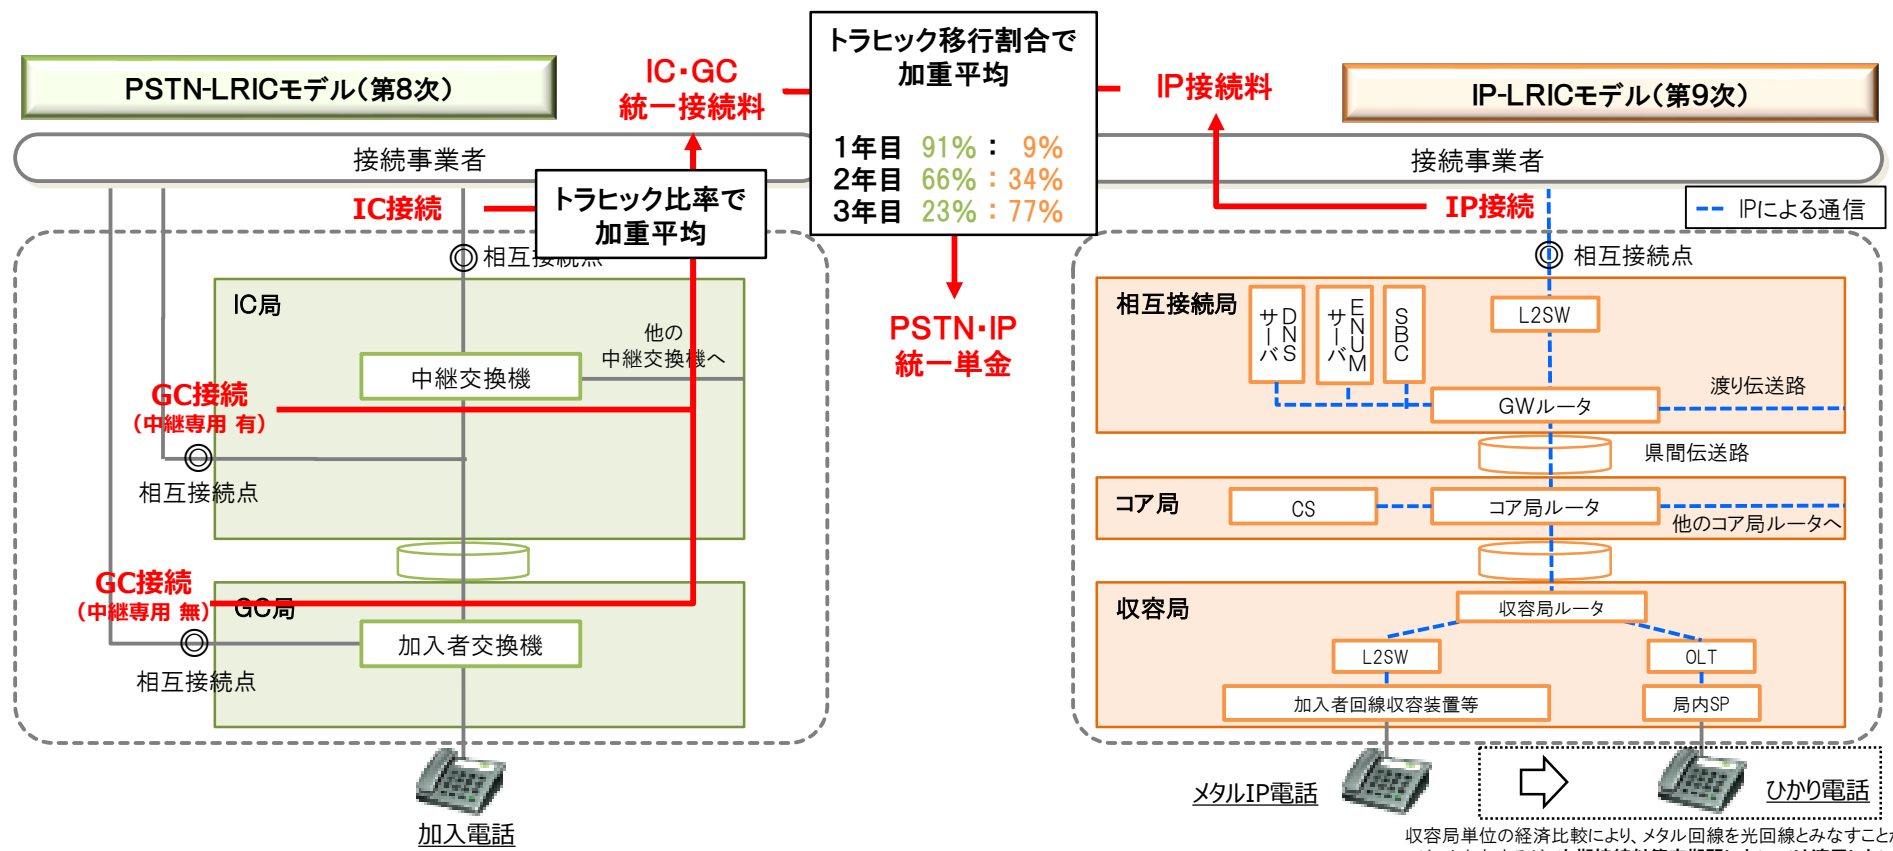 トラヒック移行割合で
加重平均
1年目 91% : 9%
2年目 66% : 34%
3年目 23% : 77%
PSTN-LRICモデル(第8次)
IC・GC
統一接続料
IP接続料
IP-LRICモデル(第9次)
接続事業者
接続事業者
IC接続
トラヒック比率で
加重平均
IP接続
IPによる通信
相互接続点
相互接続点
IC局
他の
中継交換機へ
中継交換機
GC接続
(中継専用 有)
相互接続点
GC接続
(中継専用 無)
GC局
加入者交換機
相互接続点
加入電話
PSTN・IP
統一単金
相互接続局
DNS
サーバ
ENUM
サーバ
SBC
L2SW
GWルータ
渡り伝送路
県間伝送路
コア局
CS
コア局ルータ
他のコア局ルータへ
収容局
収容局ルータ
L2SW
OLT
加入者回線収容装置等
局内SP
メタルIP電話
ひかり電話
収容局単位の経済比較により、メタル回線を光回線とみなすこと